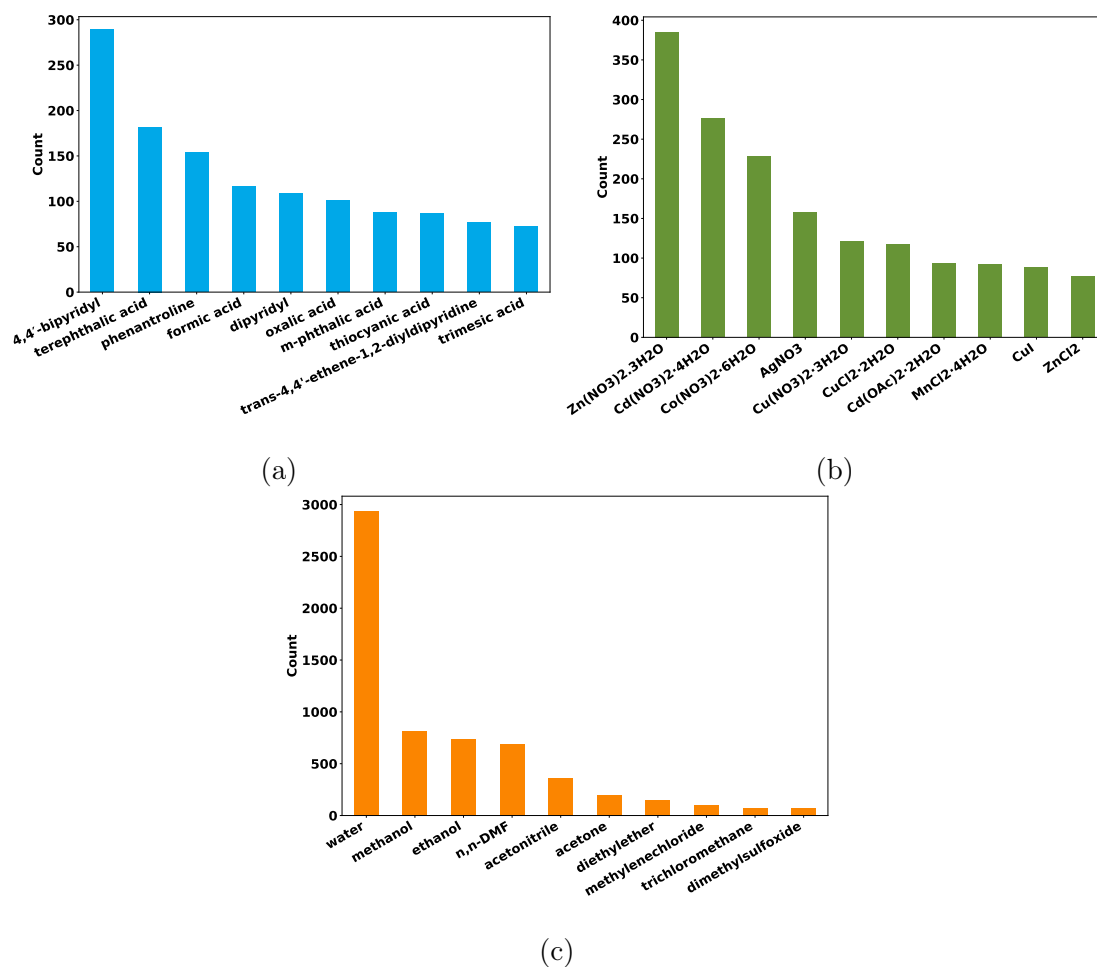 300
250
200
150
100
50
0
Count
4,4′-bipyridyl
terephthalic acid
phenantroline
formic acid
dipyridyl
oxalic acid
m-phthalic acid
thiocyanic acid
trans-4,4'-ethene-1,2-diyldipyridine
trimesic acid
(a)
400
350
300
250
200
150
100
50
0
Count
Zn(NO3)2·3H2O
Cd(NO3)2·4H2O
Co(NO3)2·6H2O
AgNO3
Cu(NO3)2·3H2O
CuCl2·2H2O
Cd(OAc)2·2H2O
MnCl2·4H2O
CuI
ZnCl2
(b)
3000
2500
2000
1500
1000
500
0
Count
water
methanol
ethanol
n,n-DMF
acetonitrile
acetone
diethylether
methylenechloride
trichloromethane
dimethylsulfoxide
(c)